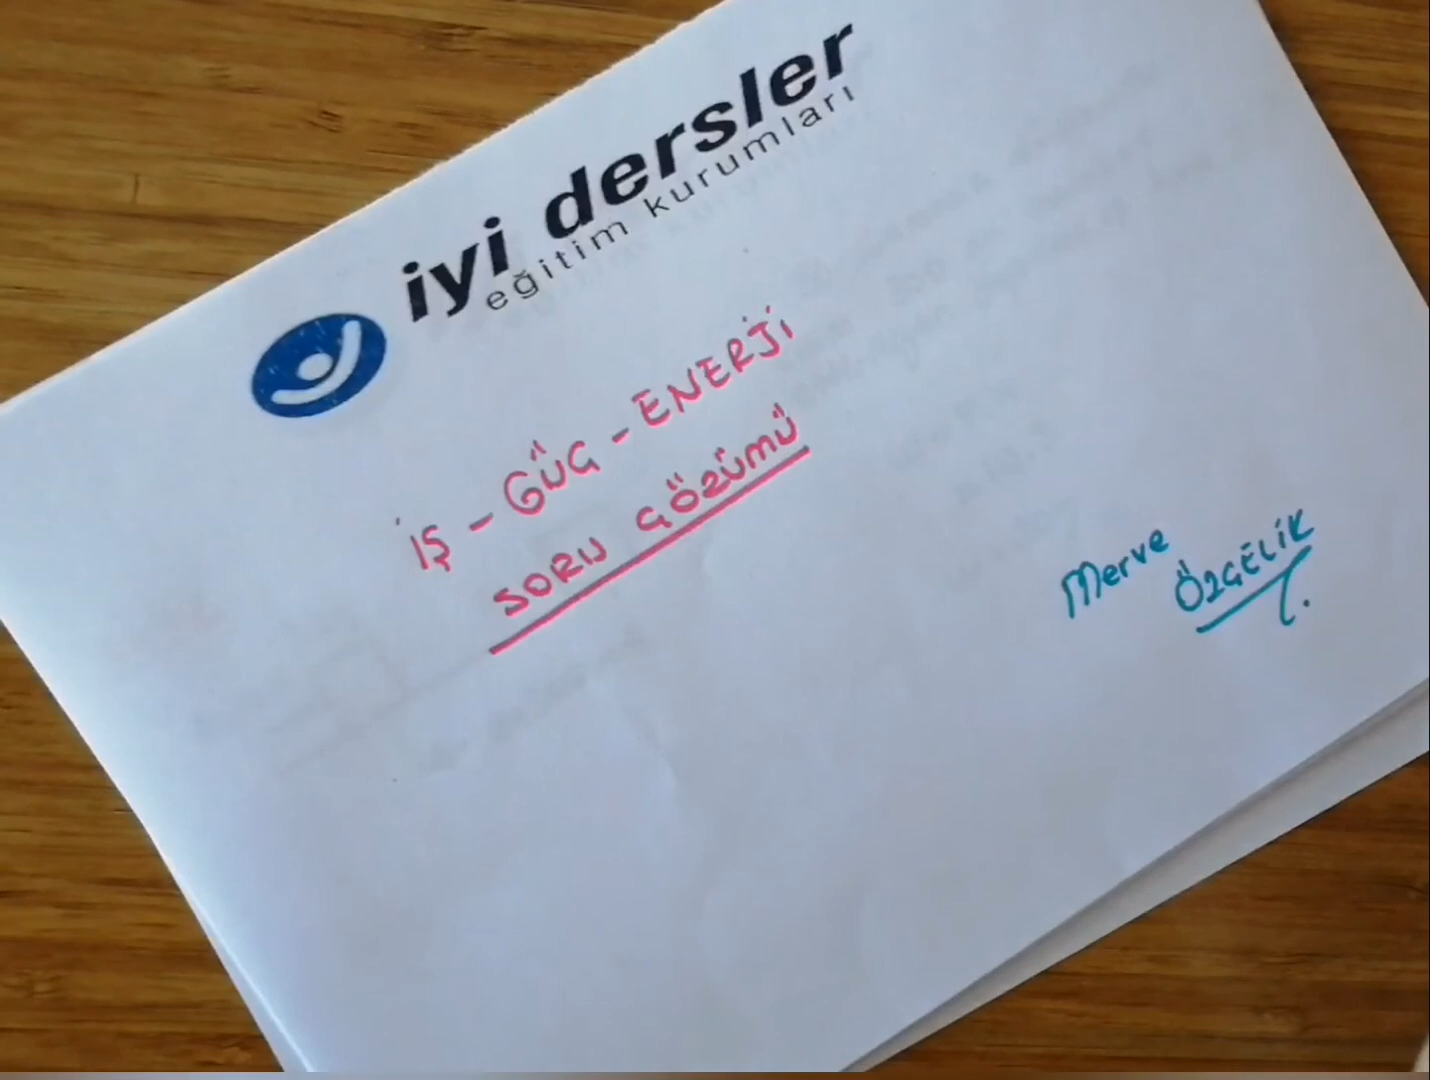 iyi dersler
eğitim kurumları
İŞ - GÜÇ - ENERJİ
SORU ÇÖZÜMÜ
Merve
ÖZÇELİK